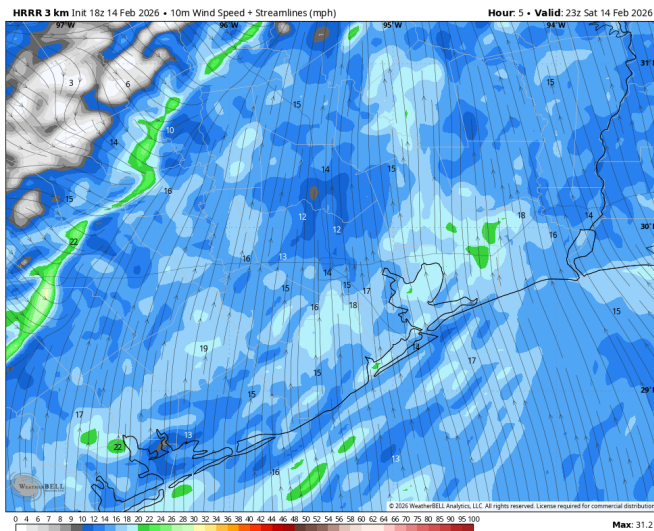 HRRR 3 km Init 18z 14 Feb 2026 • 10m Wind Speed + Streamlines (mph) Hour: 5 • Valid: 23z Sat 14 Feb 2026
97°W 96°W 95°W 94°W
31°
3 6 15 15
10
14
14 15
16 15
12 18 14
22 12 16 30°
16 13
14
15 15 17
16 18 15
19 14
17
15
15 29°
17
13
22
16 13
WEATHERBELL
© 2026 WeatherBELL Analytics, LLC. All rights reserved. License required for commercial distribution
0 4 6 7 8 9 10 12 14 16 18 20 22 24 26 28 30 32 34 36 38 40 42 44 46 48 50 52 54 56 58 60 62 64 66 68 70 75 80 85 90 95 100
Max: 31.2